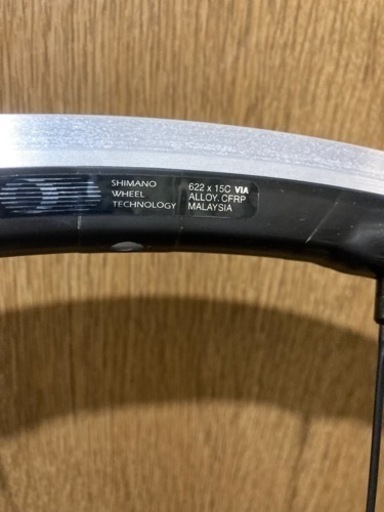 SHIMANO
WHEEL
TECHNOLOGY
622 x 15C VIA
ALLOY. CFRP
MALAYSIA